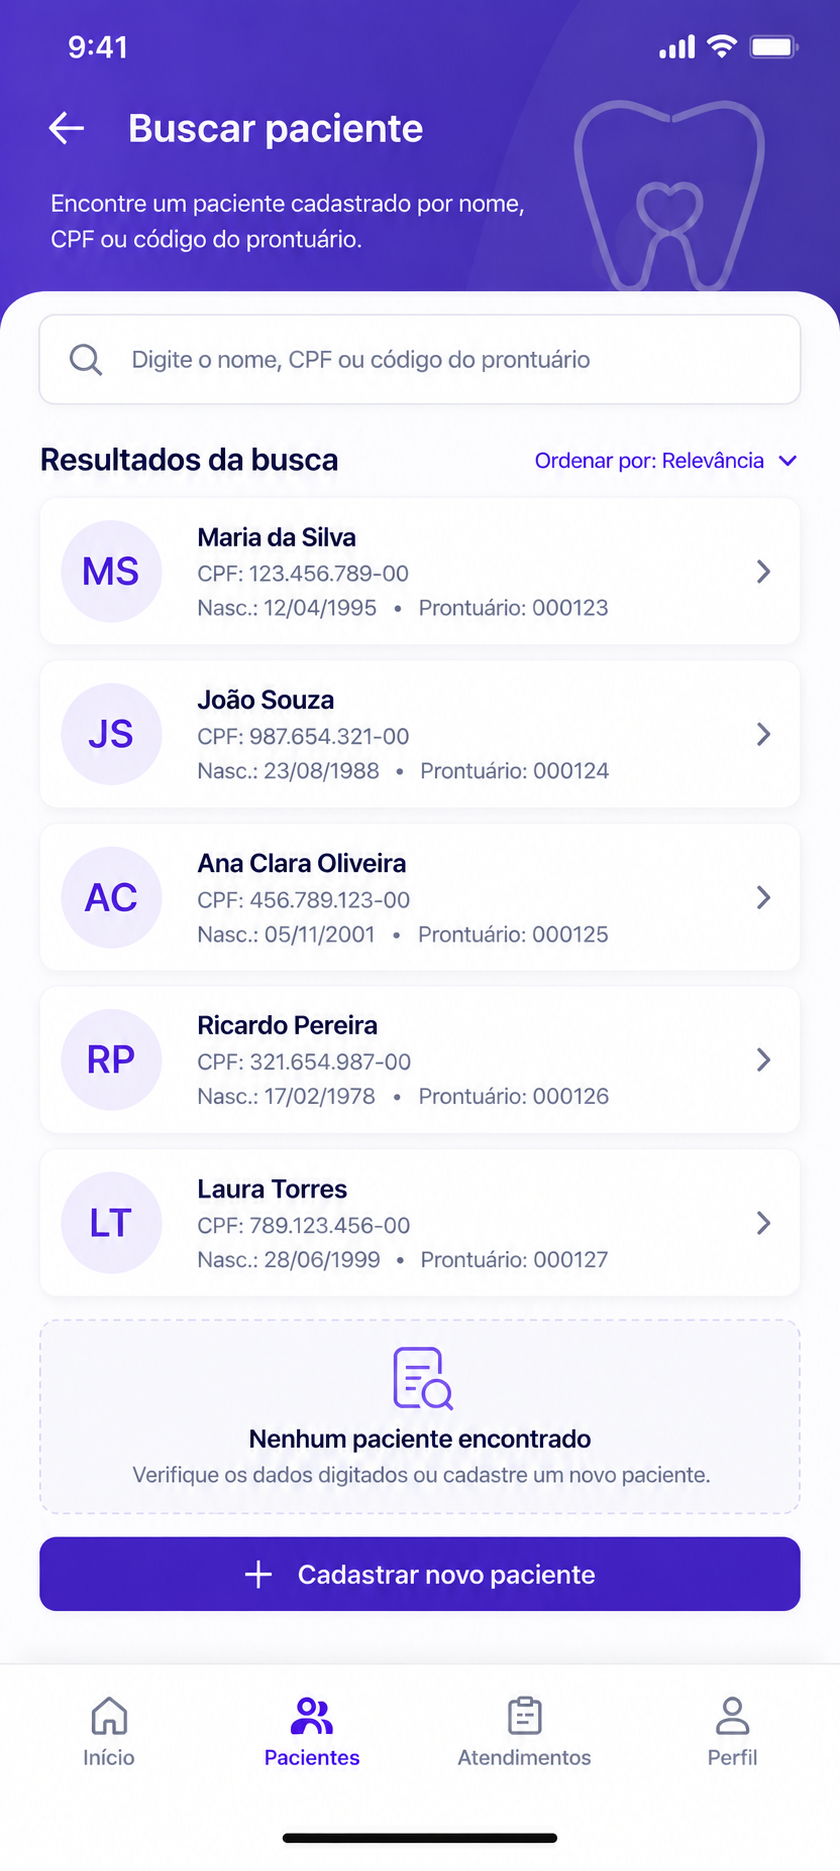 9:41
Buscar paciente
Encontre um paciente cadastrado por nome,
CPF ou código do prontuário.
Digite o nome, CPF ou código do prontuário
Resultados da busca
Ordenar por: Relevância
MS
Maria da Silva
CPF: 123.456.789-00
Nasc.: 12/04/1995 • Prontuário: 000123
JS
João Souza
CPF: 987.654.321-00
Nasc.: 23/08/1988 • Prontuário: 000124
AC
Ana Clara Oliveira
CPF: 456.789.123-00
Nasc.: 05/11/2001 • Prontuário: 000125
RP
Ricardo Pereira
CPF: 321.654.987-00
Nasc.: 17/02/1978 • Prontuário: 000126
LT
Laura Torres
CPF: 789.123.456-00
Nasc.: 28/06/1999 • Prontuário: 000127
Nenhum paciente encontrado
Verifique os dados digitados ou cadastre um novo paciente.
Cadastrar novo paciente
Início
Pacientes
Atendimentos
Perfil